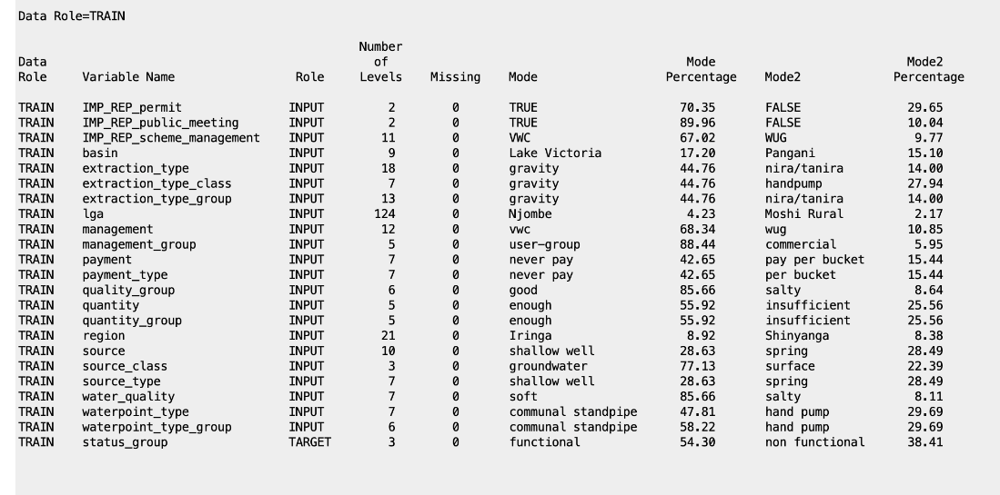 Data Role=TRAIN
Number
Data of Mode Mode2
Role Variable Name Role Levels Missing Mode Percentage Mode2 Percentage
TRAIN IMP_REP_permit INPUT 2 0 TRUE 70.35 FALSE 29.65
TRAIN IMP_REP_public_meeting INPUT 2 0 TRUE 89.96 FALSE 10.04
TRAIN IMP_REP_scheme_management INPUT 11 0 VWC 67.02 WUG 9.77
TRAIN basin INPUT 9 0 Lake Victoria 17.20 Pangani 15.10
TRAIN extraction_type INPUT 18 0 gravity 44.76 nira/tanira 14.00
TRAIN extraction_type_class INPUT 7 0 gravity 44.76 handpump 27.94
TRAIN extraction_type_group INPUT 13 0 gravity 44.76 nira/tanira 14.00
TRAIN lga INPUT 124 0 Njombe 4.23 Moshi Rural 2.17
TRAIN management INPUT 12 0 vwc 68.34 wug 10.85
TRAIN management_group INPUT 5 0 user-group 88.44 commercial 5.95
TRAIN payment INPUT 7 0 never pay 42.65 pay per bucket 15.44
TRAIN payment_type INPUT 7 0 never pay 42.65 per bucket 15.44
TRAIN quality_group INPUT 6 0 good 85.66 salty 8.64
TRAIN quantity INPUT 5 0 enough 55.92 insufficient 25.56
TRAIN quantity_group INPUT 5 0 enough 55.92 insufficient 25.56
TRAIN region INPUT 21 0 Iringa 8.92 Shinyanga 8.38
TRAIN source INPUT 10 0 shallow well 28.63 spring 28.49
TRAIN source_class INPUT 3 0 groundwater 77.13 surface 22.39
TRAIN source_type INPUT 7 0 shallow well 28.63 spring 28.49
TRAIN water_quality INPUT 7 0 soft 85.66 salty 8.11
TRAIN waterpoint_type INPUT 7 0 communal standpipe 47.81 hand pump 29.69
TRAIN waterpoint_type_group INPUT 6 0 communal standpipe 58.22 hand pump 29.69
TRAIN status_group TARGET 3 0 functional 54.30 non functional 38.41